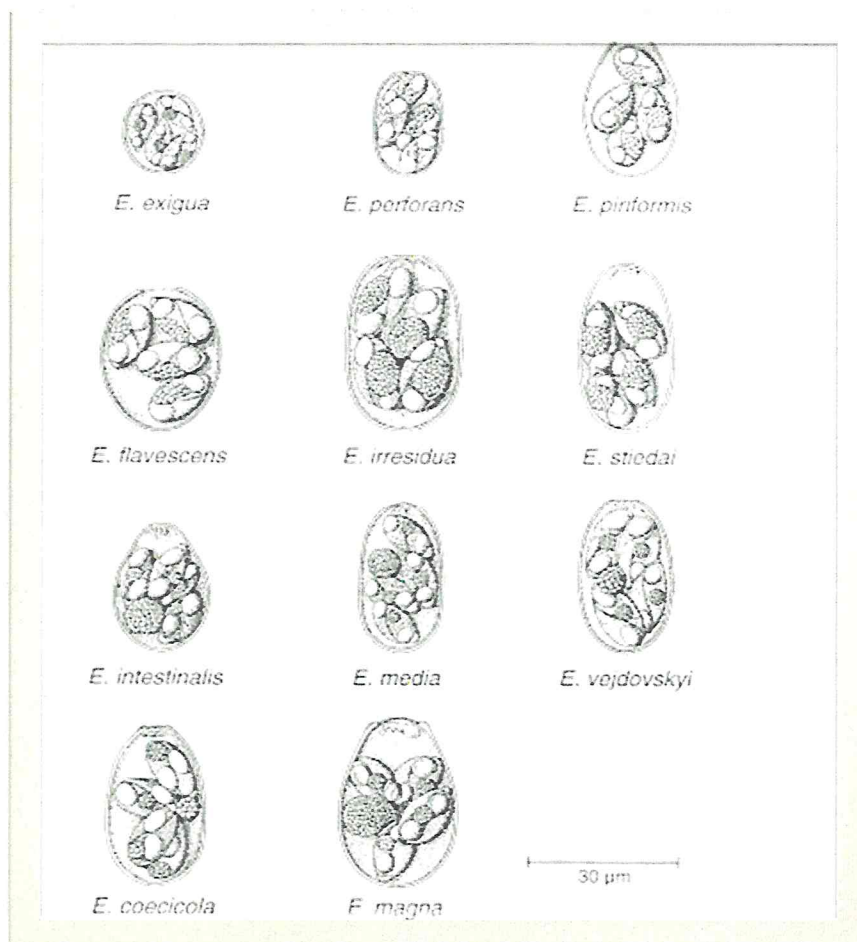 E. exigua E. perforans E. piriformis
E. flavescens E. irresidua E. stiedai
E. intestinalis E. media E. vejdovskyi
E. coecicola E. magna
30 µm